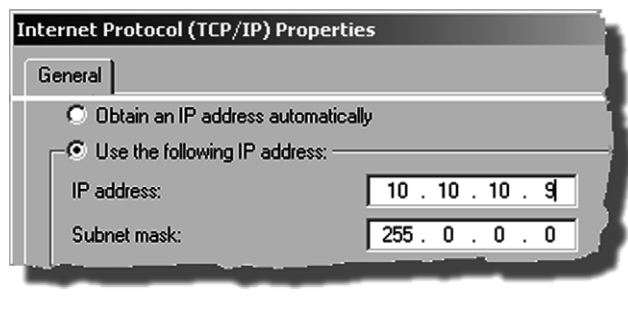 Internet Protocol (TCP/IP) Properties
General
Obtain an IP address automatically
Use the following IP address:
IP address: 10 . 10 . 10 . 9
Subnet mask: 255 . 0 . 0 . 0